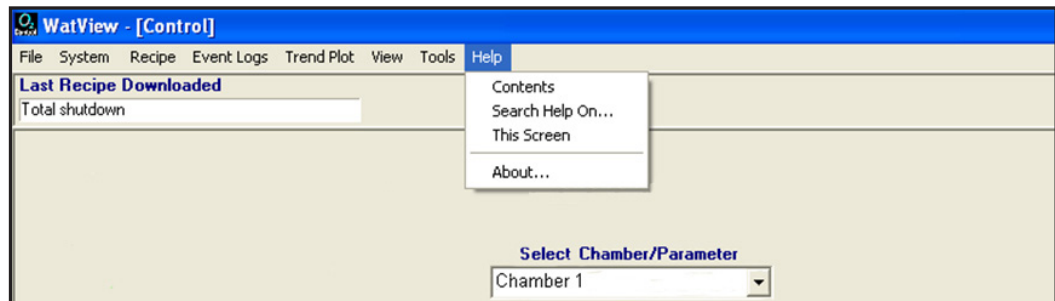 WatView - [Control]
File System Recipe Event Logs Trend Plot View Tools Help
Last Recipe Downloaded
Total shutdown
Contents
Search Help On...
This Screen
About...
Select Chamber/Parameter
Chamber 1